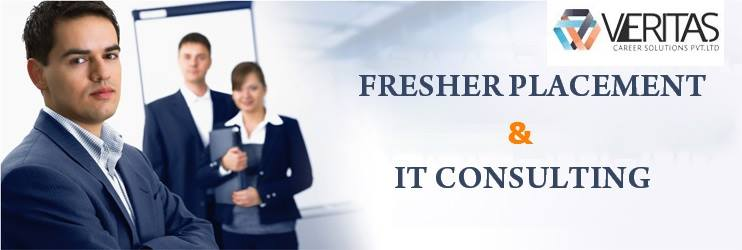 VERITAS
CAREER SOLUTIONS PVT.LTD
FRESHER PLACEMENT
&
IT CONSULTING